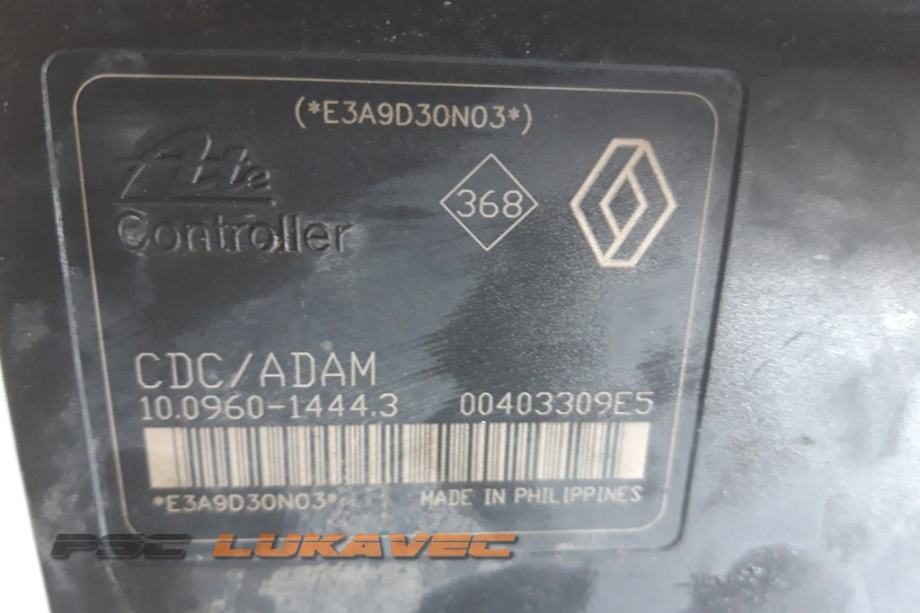 (*E3A9D30N03*)
Ate
Controller
368
CDC/ADAM
10.0960-1444.3 00403309E5
*E3A9D30N03*
MADE IN PHILIPPINES
PSC LUKAVEC